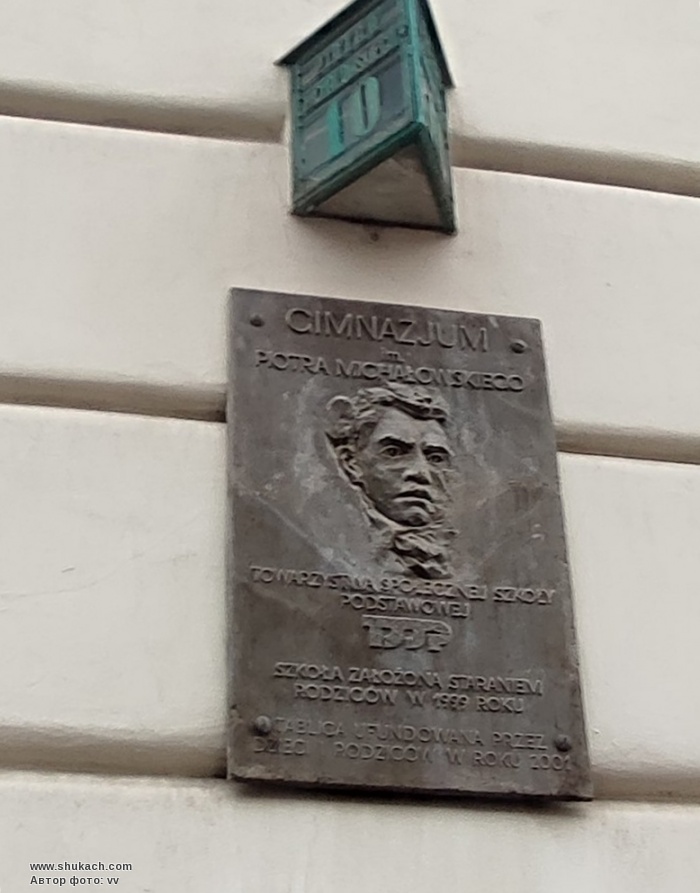 10
GIMNAZJUM
im.
PIOTRA MICHAŁOWSKIEGO
TOWARZYSTWA SPOŁECZNEJ SZKOŁY
PODSTAWOWEJ
SZKOŁA ZAŁOŻONA STARANIEM
RODZICÓW W 1999 ROKU
TABLICA UFUNDOWANA PRZEZ
DZIECI RODZICÓW W ROKU 2001
www.shukach.com
Автор фото: vv